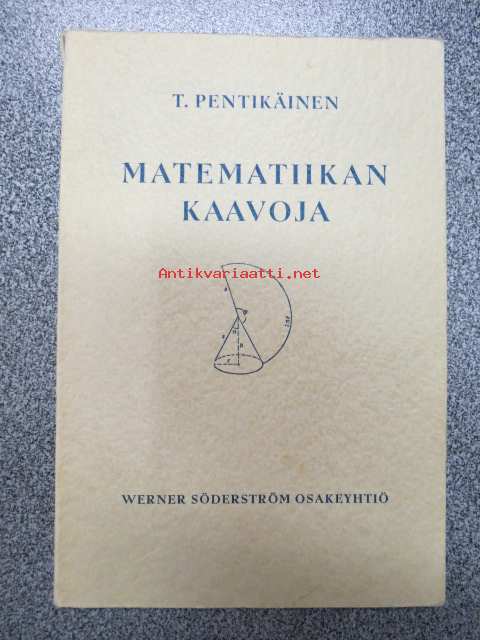 T. PENTIKÄINEN
MATEMATIIKAN
KAAVOJA
Antikvariaatti.net
WERNER SÖDERSTRÖM OSAKEYHTIÖ